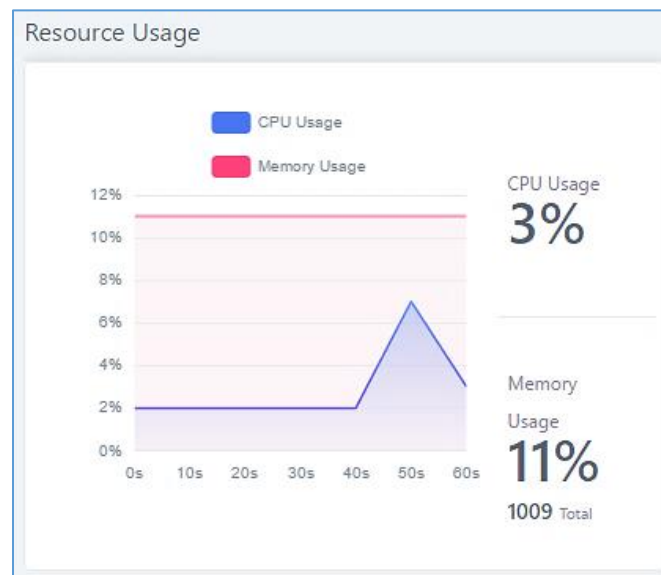 Resource Usage
CPU Usage
Memory Usage
12%
10%
8%
6%
4%
2%
0%
0s 10s 20s 30s 40s 50s 60s
CPU Usage
3%
Memory
Usage
11%
1009 Total